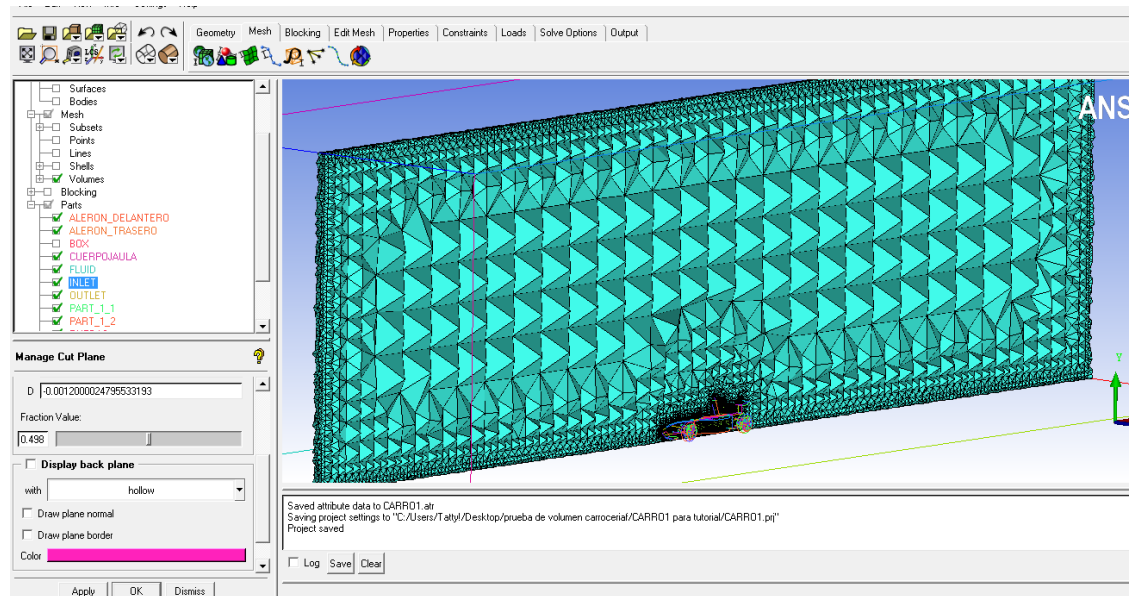 Geometry Mesh Blocking Edit Mesh Properties Constraints Loads Solve Options Output
Surfaces
Bodies
Mesh
Subsets
Points
Lines
Shells
Volumes
Blocking
Parts
ALERON_DELANTERO
ALERON_TRASERO
BOX
CUERPOJAULA
FLUID
INLET
OUTLET
PART_1_1
PART_1_2
Manage Cut Plane
D -0.0012000024795533193
Fraction Value:
0.498
Display back plane
with hollow
Draw plane normal
Draw plane border
Color
Apply OK Dismiss
ANS
Y
Saved attribute data to CARRO1.atr
Saving project settings to "C:/Users/Tatty!/Desktop/prueba de volumen carroceria!/CARRO1 para tutorial/CARRO1.prj"
Project saved
Log Save Clear